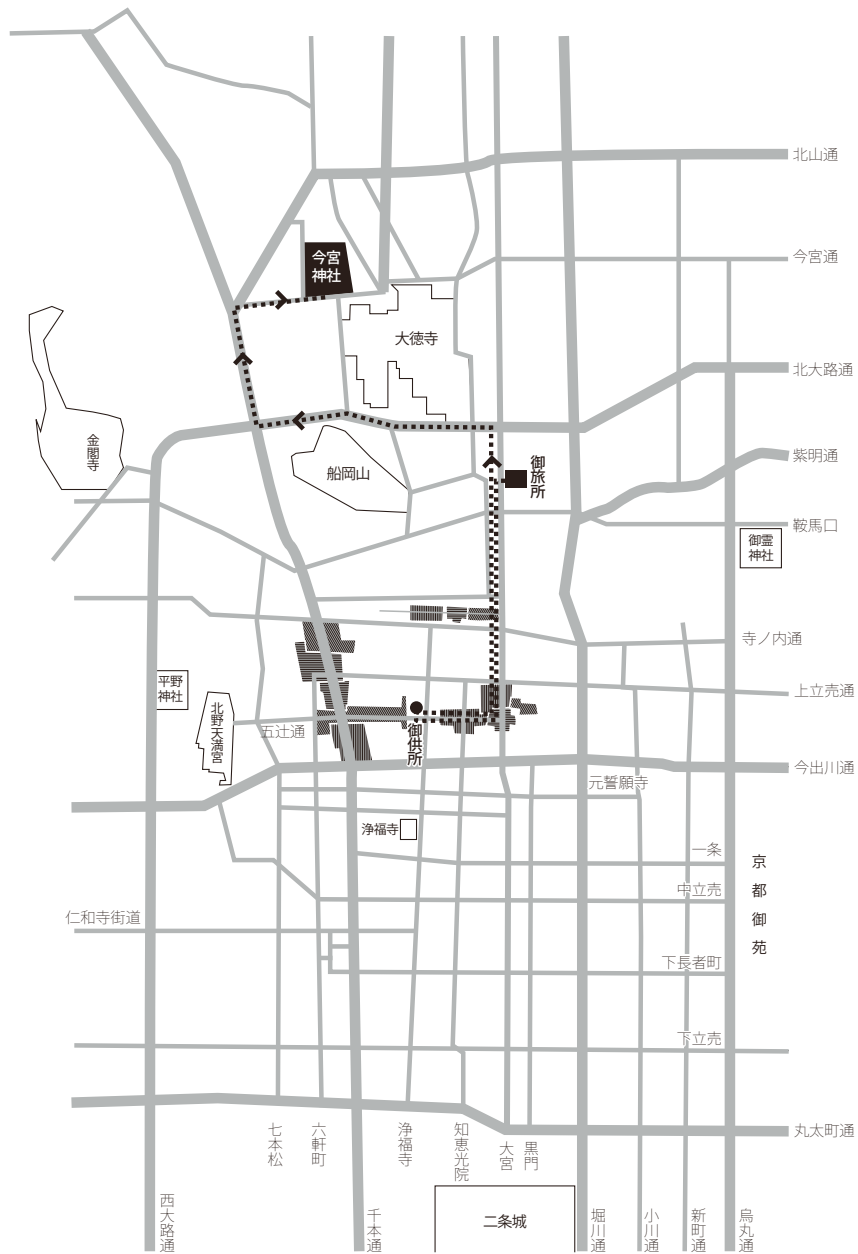 北山通
今宮
神社
今宮通
大徳寺
北大路通
金閣寺
船岡山
御旅所
紫明通
鞍馬口
御霊
神社
寺ノ内通
平野
神社
上立売通
北野天満宮
五辻通
御供所
今出川通
元誓願寺
浄福寺
一条
京都御苑
中立売
仁和寺街道
下長者町
下立売
丸太町通
七本松
六軒町
浄福寺
知恵光院
大宮
黒門
西大路通
千本通
二条城
堀川通
小川通
新町通
烏丸通